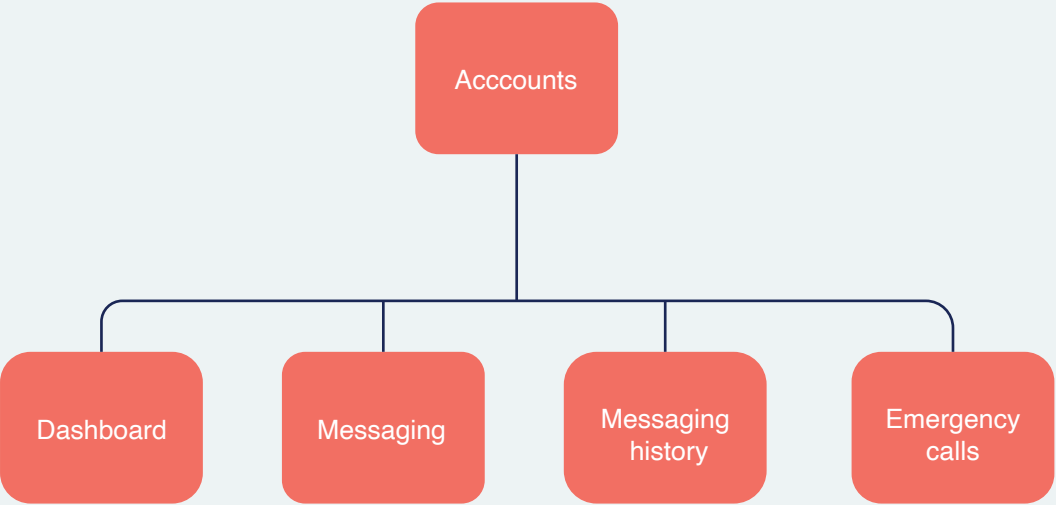 Acccounts
Dashboard
Messaging
Messaging
history
Emergency
calls